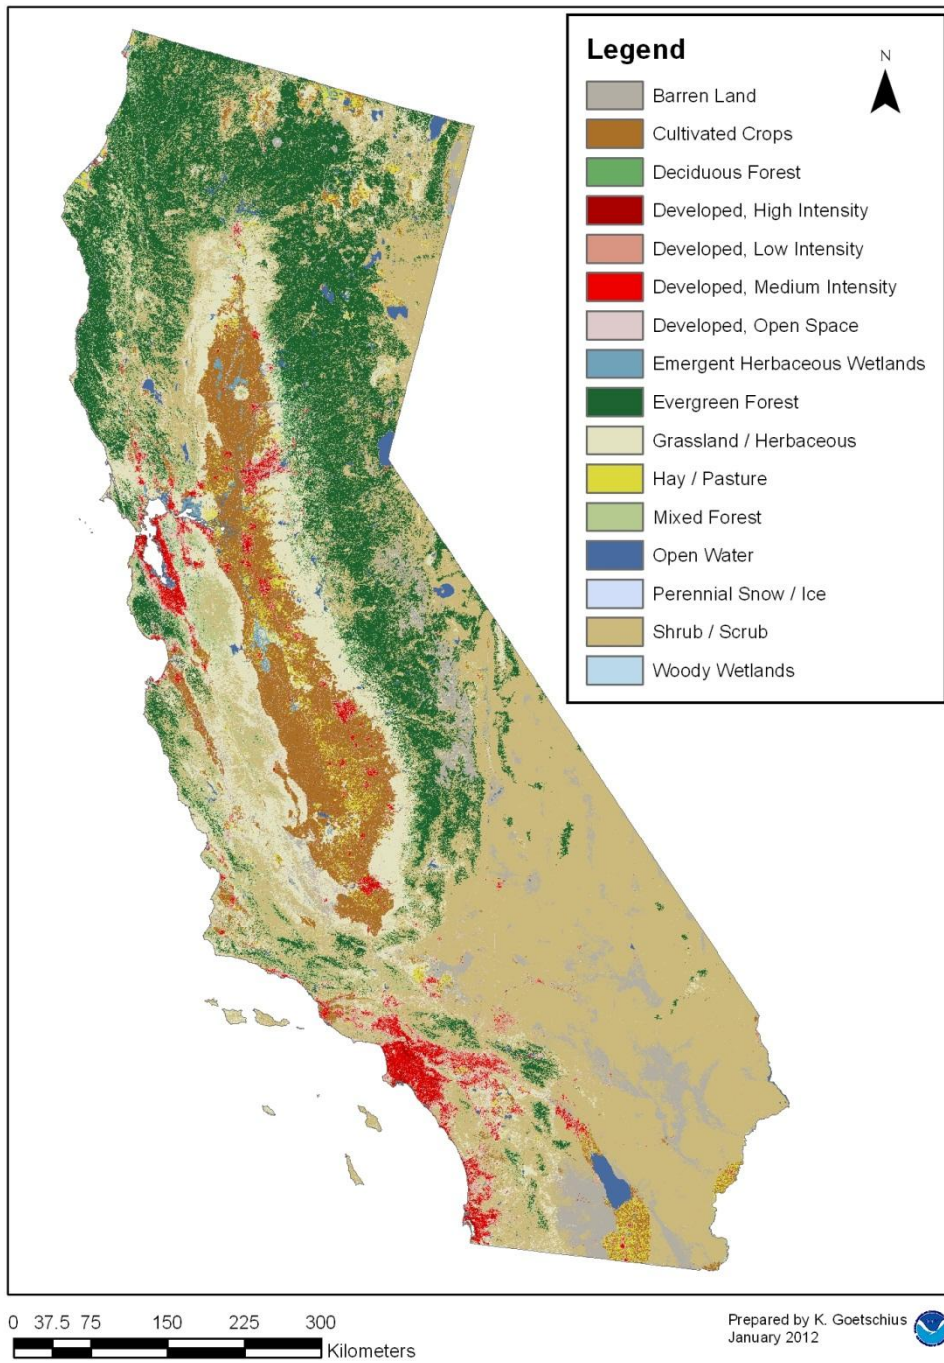 Legend
N
Barren Land
Cultivated Crops
Deciduous Forest
Developed, High Intensity
Developed, Low Intensity
Developed, Medium Intensity
Developed, Open Space
Emergent Herbaceous Wetlands
Evergreen Forest
Grassland / Herbaceous
Hay / Pasture
Mixed Forest
Open Water
Perennial Snow / Ice
Shrub / Scrub
Woody Wetlands
0 37.5 75 150 225 300
Kilometers
Prepared by K. Goetschius
January 2012